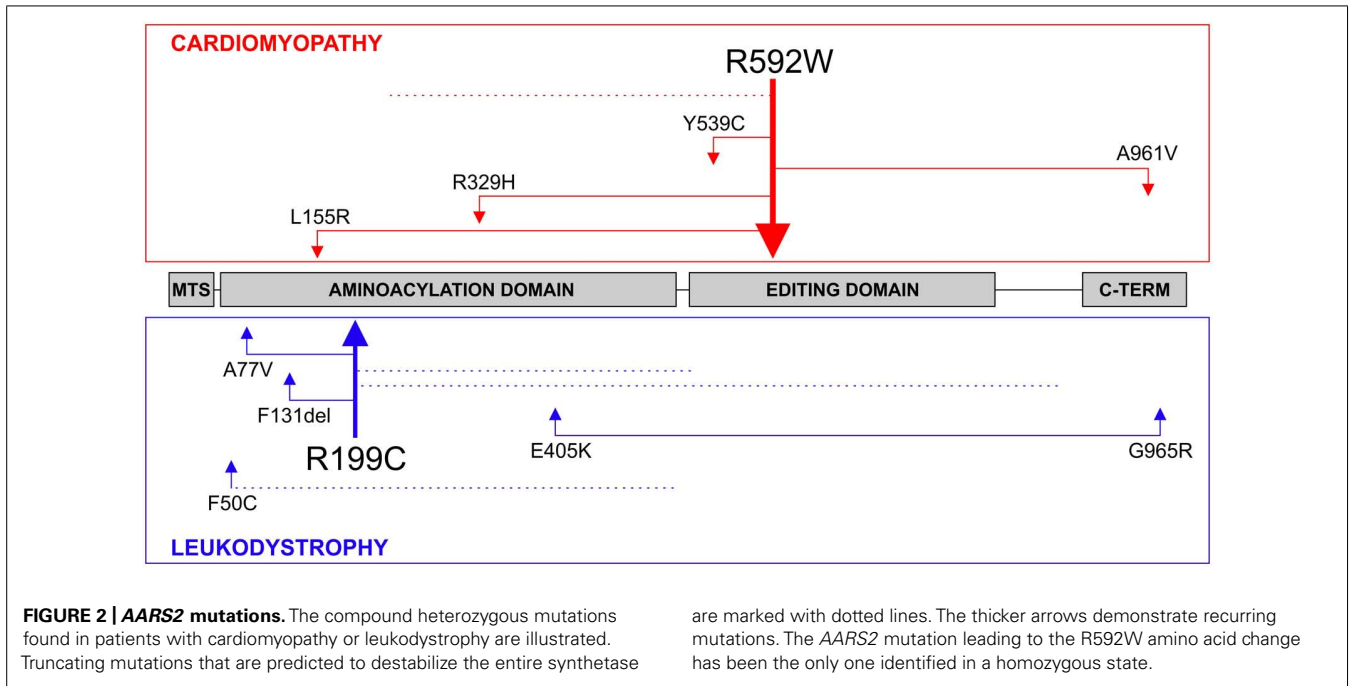 CARDIOMYOPATHY
R592W
Y539C
A961V
R329H
L155R
MTS AMINOACYLATION DOMAIN EDITING DOMAIN C-TERM
A77V
F131del
R199C
E405K
G965R
F50C
LEUKODYSTROPHY
FIGURE 2 | AARS2 mutations. The compound heterozygous mutations
found in patients with cardiomyopathy or leukodystrophy are illustrated.
Truncating mutations that are predicted to destabilize the entire synthetase
are marked with dotted lines. The thicker arrows demonstrate recurring
mutations. The AARS2 mutation leading to the R592W amino acid change
has been the only one identified in a homozygous state.